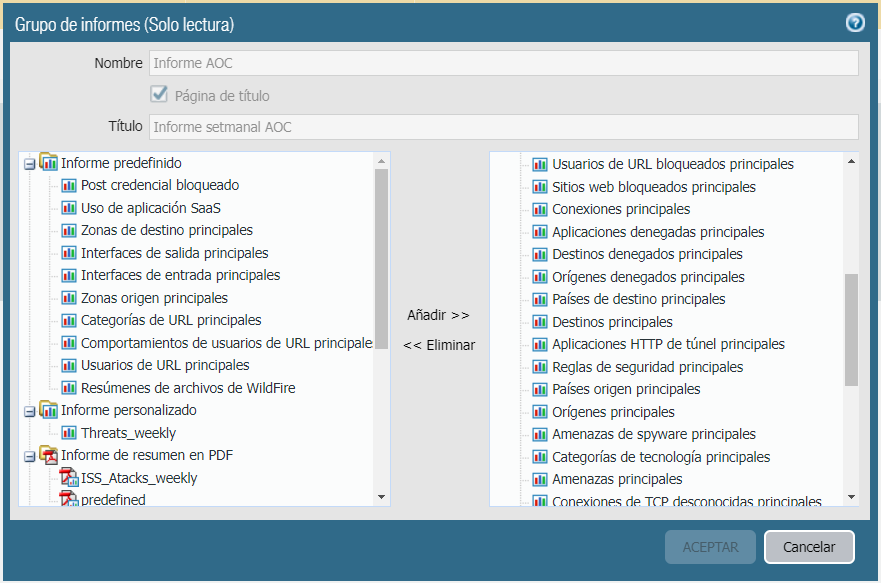 Grupo de informes (Solo lectura)
Nombre
Informe AOC
Página de título
Título
Informe setmanal AOC
Informe predefinido
Post credencial bloqueado
Uso de aplicación SaaS
Zonas de destino principales
Interfaces de salida principales
Interfaces de entrada principales
Zonas origen principales
Categorías de URL principales
Comportamientos de usuarios de URL principale
Usuarios de URL principales
Resúmenes de archivos de WildFire
Informe personalizado
Threats_weekly
Informe de resumen en PDF
ISS_Atacks_weekly
predefined
Añadir >>
<< Eliminar
Usuarios de URL bloqueados principales
Sitios web bloqueados principales
Conexiones principales
Aplicaciones denegadas principales
Destinos denegados principales
Orígenes denegados principales
Países de destino principales
Destinos principales
Aplicaciones HTTP de túnel principales
Reglas de seguridad principales
Países origen principales
Orígenes principales
Amenazas de spyware principales
Categorías de tecnología principales
Amenazas principales
Conexiones de TCP desconocidas principales
ACEPTAR
Cancelar